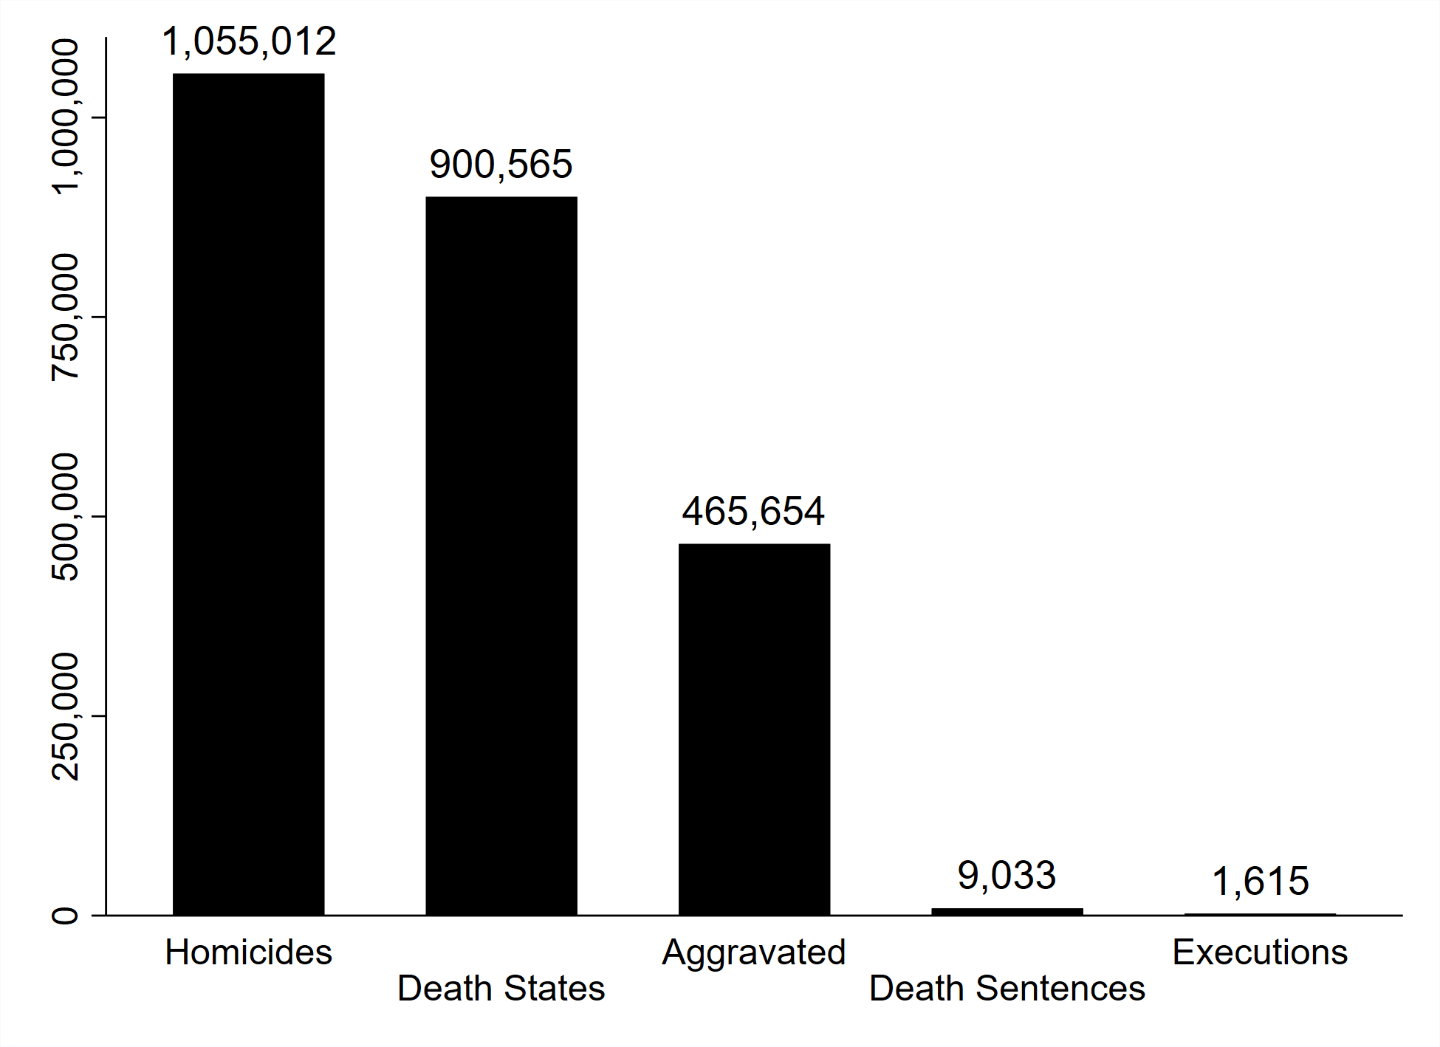 1,055,012
900,565
465,654
9,033
1,615
1,000,000
750,000
500,000
250,000
0
Homicides
Death States
Aggravated
Death Sentences
Executions